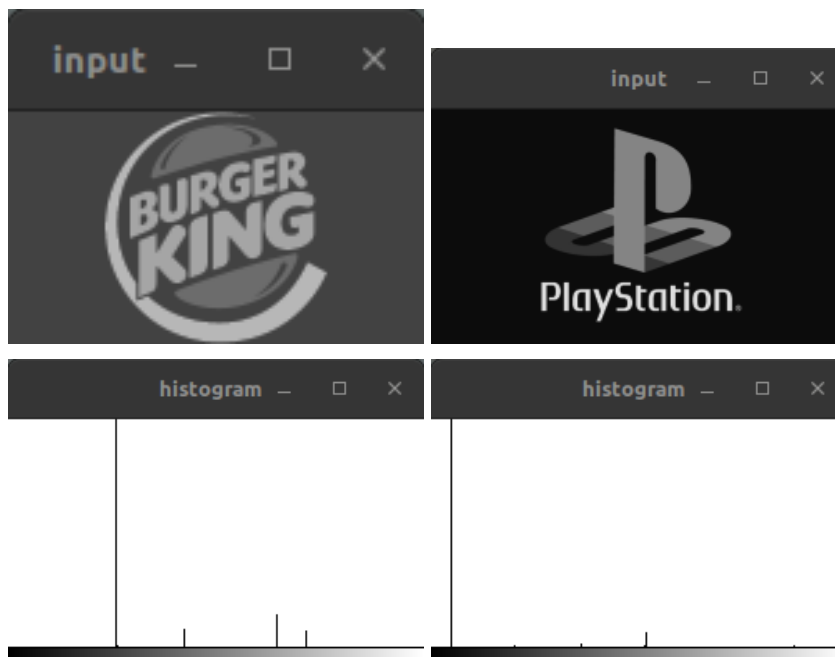 input
BURGER
KING
input
PlayStation
histogram
histogram